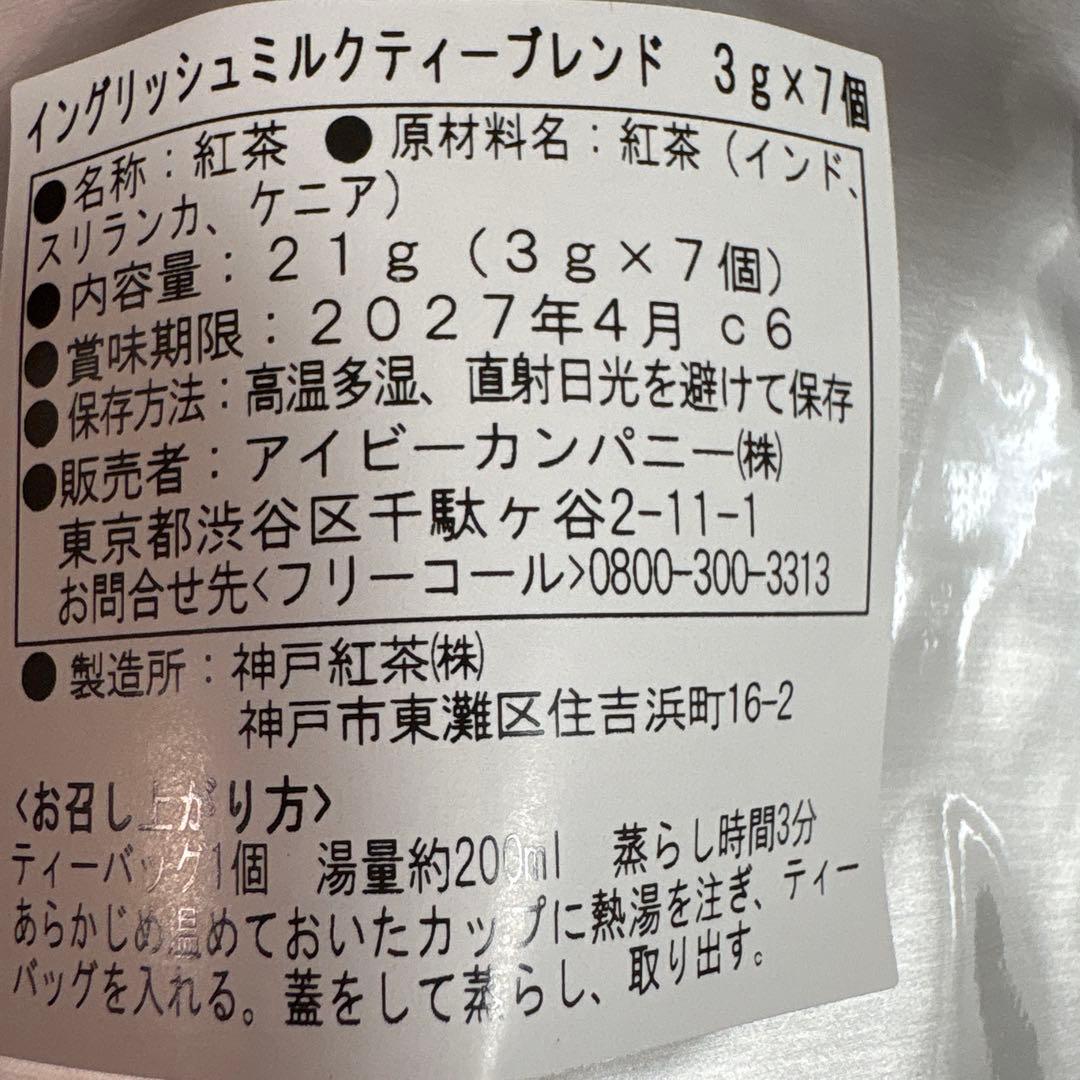 イングリッシュミルクティーブレンド 3g×7個
●名称：紅茶 ●原材料名：紅茶（インド、
スリランカ、ケニア）
●内容量：21g（3g×7個）
●賞味期限：2027年4月 c6
●保存方法：高温多湿、直射日光を避けて保存
●販売者：アイビーカンパニー㈱
東京都渋谷区千駄ヶ谷2-11-1
お問合せ先<フリーコール>0800-300-3313
●製造所：神戸紅茶㈱
神戸市東灘区住吉浜町16-2
<お召し上がり方>
ティーバッグ1個 湯量約200ml 蒸らし時間3分
あらかじめ温めておいたカップに熱湯を注ぎ、ティー
バッグを入れる。蓋をして蒸らし、取り出す。